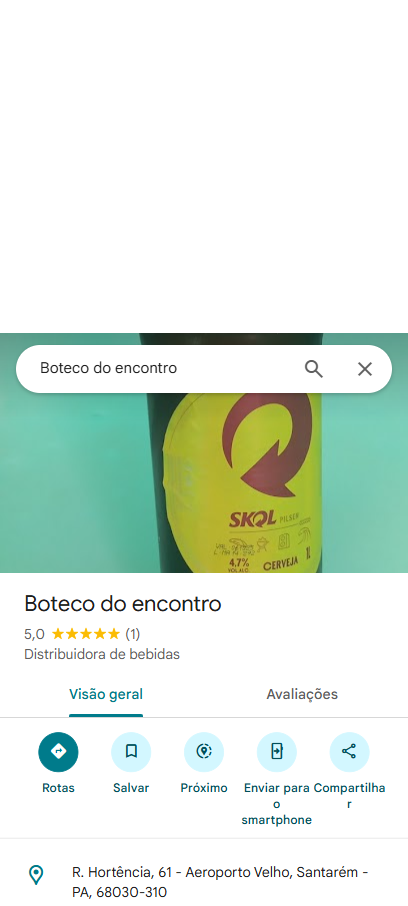 Boteco do encontro
SKOL PILSEN
4.7%
VOL.ALC.
CERVEJA 1L
Boteco do encontro
5,0 (1)
Distribuidora de bebidas
Visão geral Avaliações
Rotas Salvar Próximo Enviar para o smartphone Compartilhar
R. Hortência, 61 - Aeroporto Velho, Santarém -
PA, 68030-310